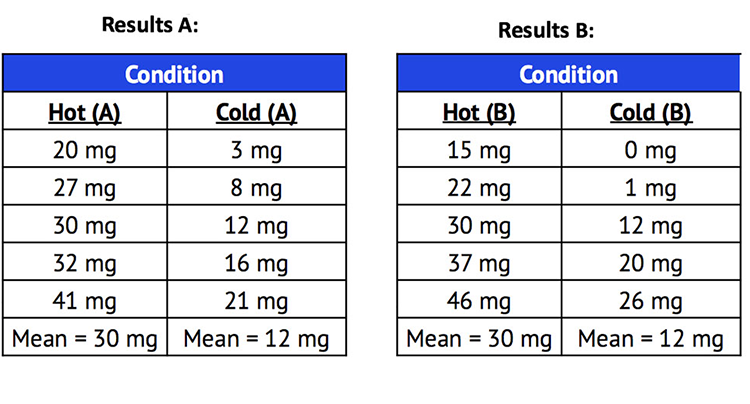 Results A:
Condition
Hot (A) Cold (A)
20 mg 3 mg
27 mg 8 mg
30 mg 12 mg
32 mg 16 mg
41 mg 21 mg
Mean = 30 mg Mean = 12 mg
Results B:
Condition
Hot (B) Cold (B)
15 mg 0 mg
22 mg 1 mg
30 mg 12 mg
37 mg 20 mg
46 mg 26 mg
Mean = 30 mg Mean = 12 mg